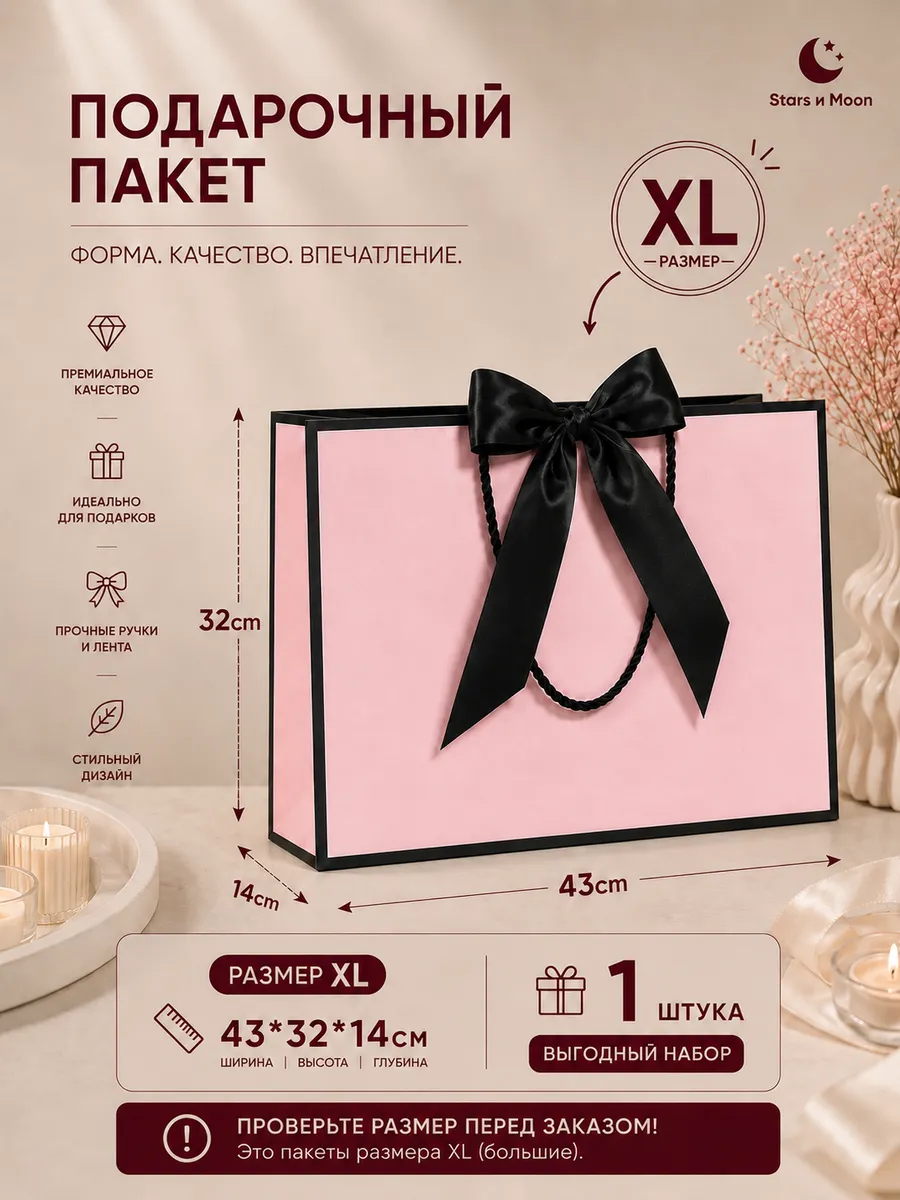 Stars и Moon
ПОДАРОЧНЫЙ
ПАКЕТ
ФОРМА. КАЧЕСТВО. ВПЕЧАТЛЕНИЕ.
XL
РАЗМЕР
ПРЕМИАЛЬНОЕ
КАЧЕСТВО
ИДЕАЛЬНО
ДЛЯ ПОДАРКОВ
ПРОЧНЫЕ РУЧКИ
И ЛЕНТА
СТИЛЬНЫЙ
ДИЗАЙН
32cm
14cm
43cm
РАЗМЕР XL
43*32*14см
ШИРИНА | ВЫСОТА | ГЛУБИНА
1 ШТУКА
ВЫГОДНЫЙ НАБОР
ПРОВЕРЬТЕ РАЗМЕР ПЕРЕД ЗАКАЗОМ!
Это пакеты размера XL (большие).